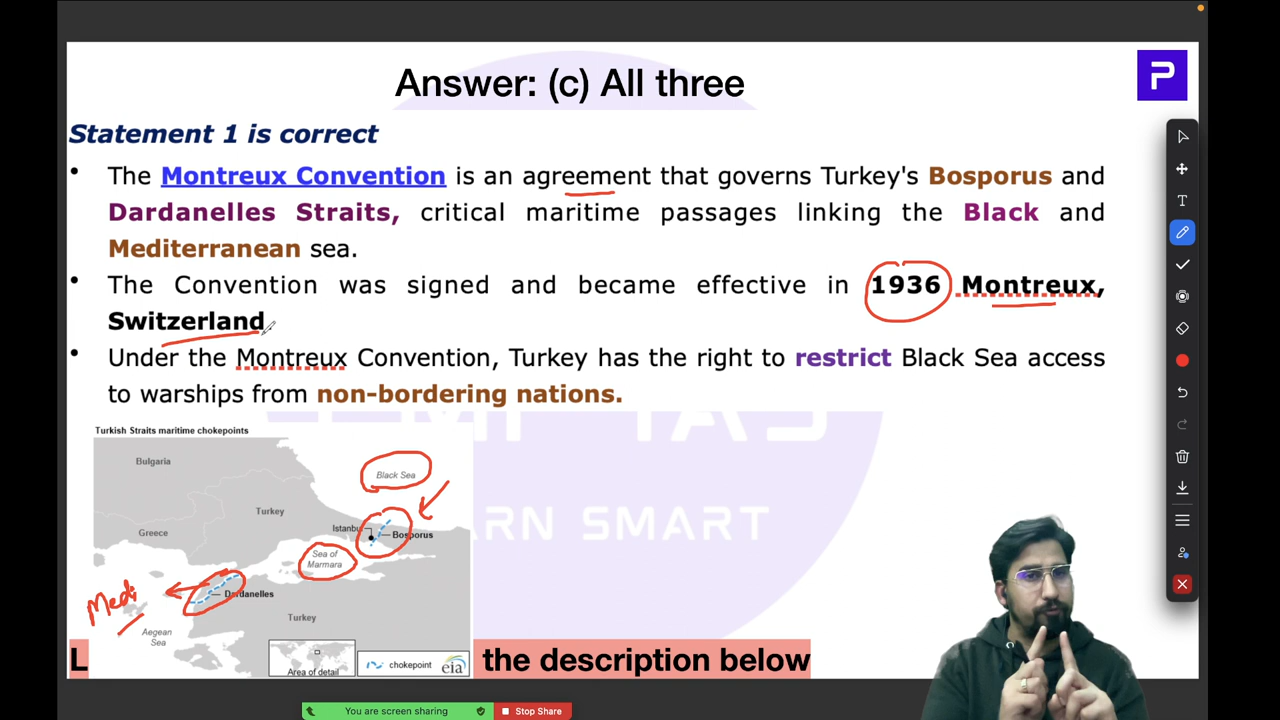 Answer: (c) All three
P
Statement 1 is correct
• The Montreux Convention is an agreement that governs Turkey's Bosporus and
Dardanelles Straits, critical maritime passages linking the Black and
Mediterranean sea.
• The Convention was signed and became effective in 1936 Montreux,
Switzerland
• Under the Montreux Convention, Turkey has the right to restrict Black Sea access
to warships from non-bordering nations.
Turkish Straits maritime chokepoints
Bulgaria
Black Sea
Turkey
Istanbul
Bosporus
Greece
Sea of
Marmara
Medi
Dardanelles
Turkey
Aegean
Sea
Area of detail
chokepoint
eia
RN SMART
L
the description below
T
You are screen sharing
Stop Share